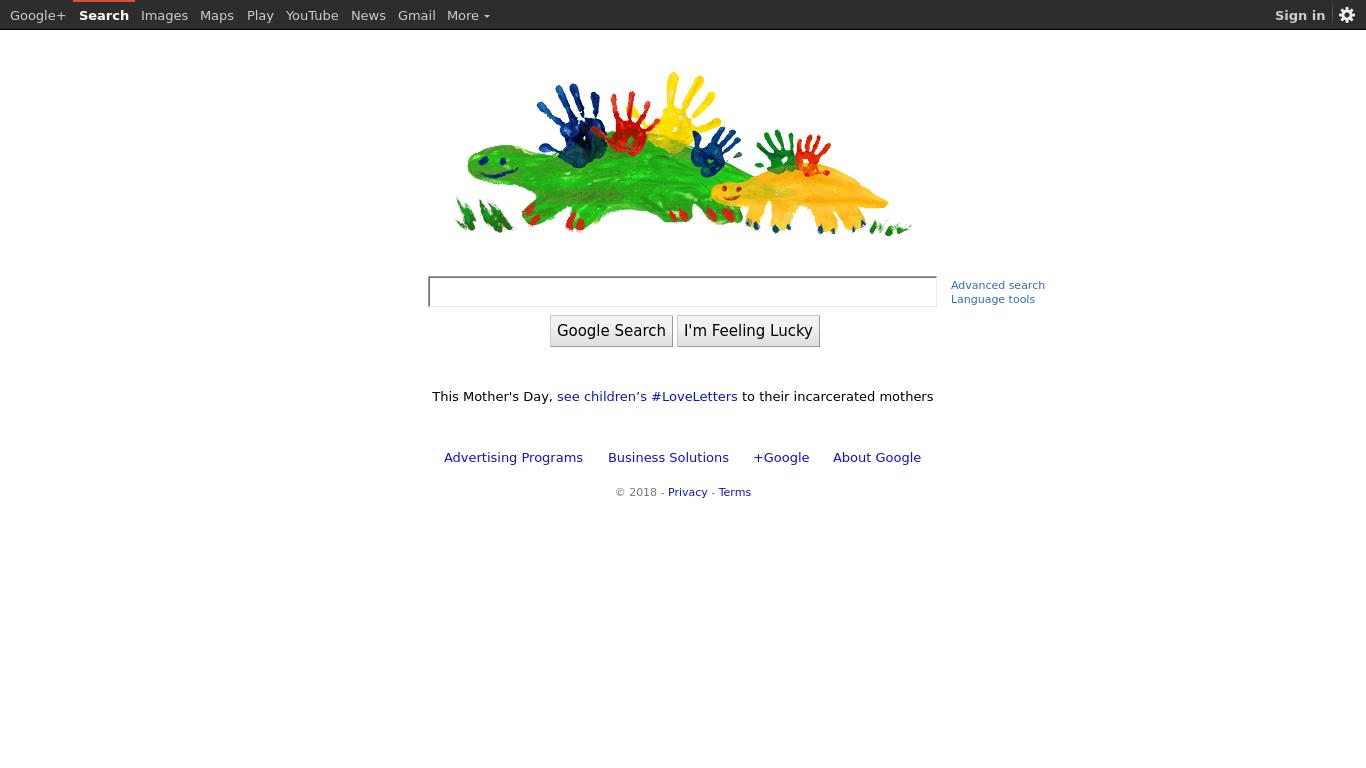 Google+ Search Images Maps Play YouTube News Gmail More Sign in
Advanced search
Language tools
Google Search I'm Feeling Lucky
This Mother's Day, see children’s #LoveLetters to their incarcerated mothers
Advertising Programs Business Solutions +Google About Google
© 2018 - Privacy - Terms